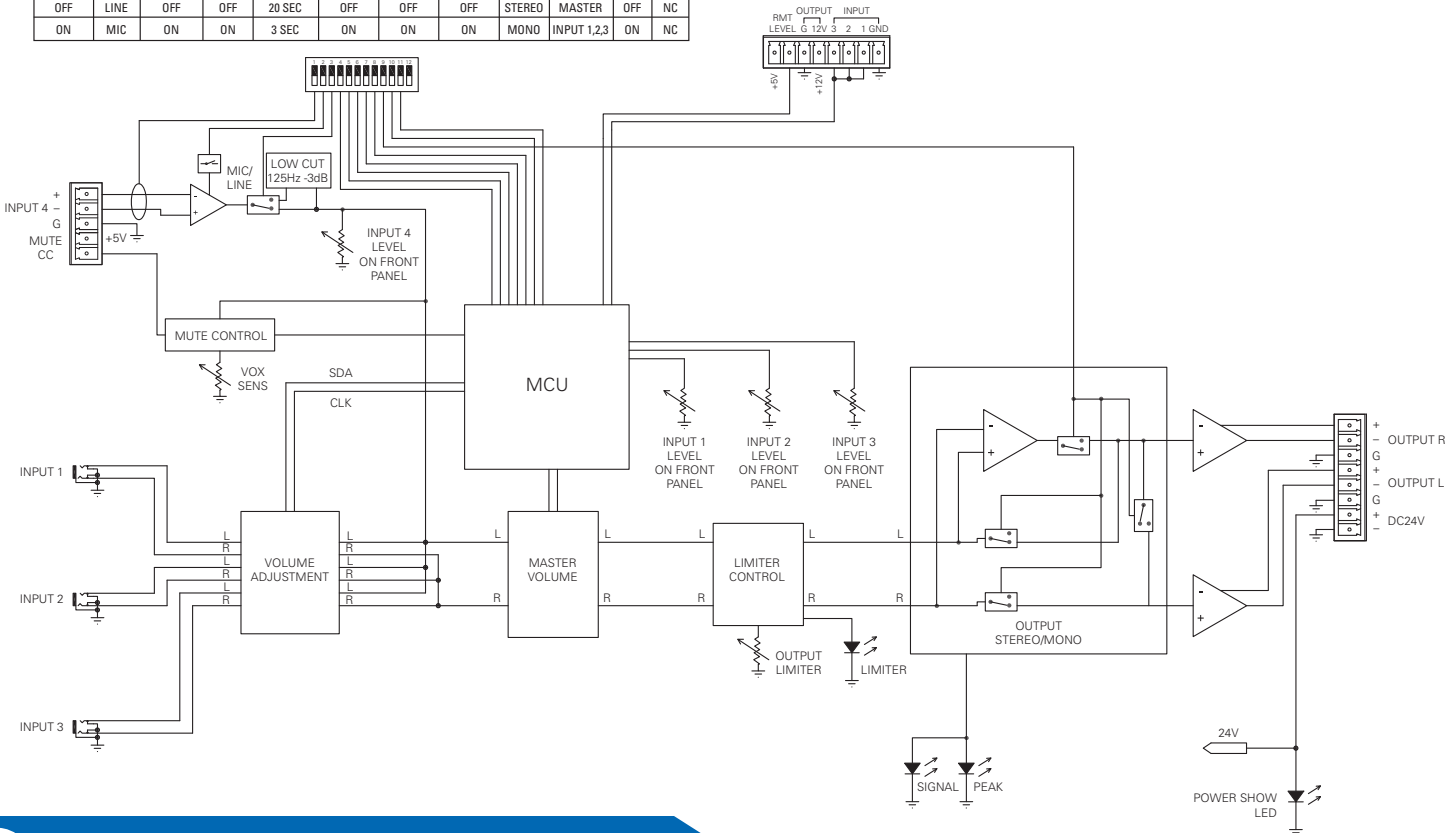 OFF LINE OFF OFF 20 SEC OFF OFF OFF STEREO MASTER OFF NC
ON MIC ON ON 3 SEC ON ON ON MONO INPUT 1,2,3 ON NC
OUTPUT INPUT
RMT
LEVEL G 12V 3 2 1 GND
+5V
+12V
1 2 3 4 5 6 7 8 9 10 11 12
MIC/
LINE
LOW CUT
125Hz -3dB
+
INPUT 4 –
G
MUTE
CC
+5V
-
+
INPUT 4
LEVEL
ON FRONT
PANEL
MUTE CONTROL
VOX
SENS
SDA
CLK
MCU
INPUT 1
LEVEL
ON FRONT
PANEL
INPUT 2
LEVEL
ON FRONT
PANEL
INPUT 3
LEVEL
ON FRONT
PANEL
INPUT 1
INPUT 2
INPUT 3
L
R
L
R
L
R
VOLUME
ADJUSTMENT
L
R
L
R
L
R
L
R
MASTER
VOLUME
L
R
L
R
LIMITER
CONTROL
L
R
L
R
OUTPUT
LIMITER
LIMITER
-
+
OUTPUT
STEREO/MONO
-
+
-
+
+
– OUTPUT R
G
+
– OUTPUT L
G
+
DC24V
–
SIGNAL PEAK
24V
POWER SHOW
LED